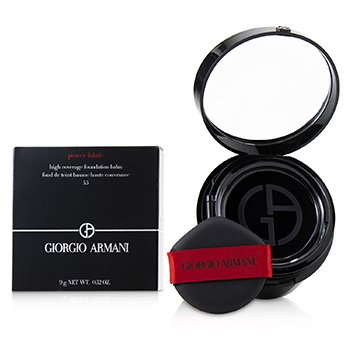 power fabric
high coverage foundation balm
fond de teint baume haute couvrance
5.5
GIORGIO ARMANI
9 g NET WT. 0.32 OZ.
GIORGIO ARMANI